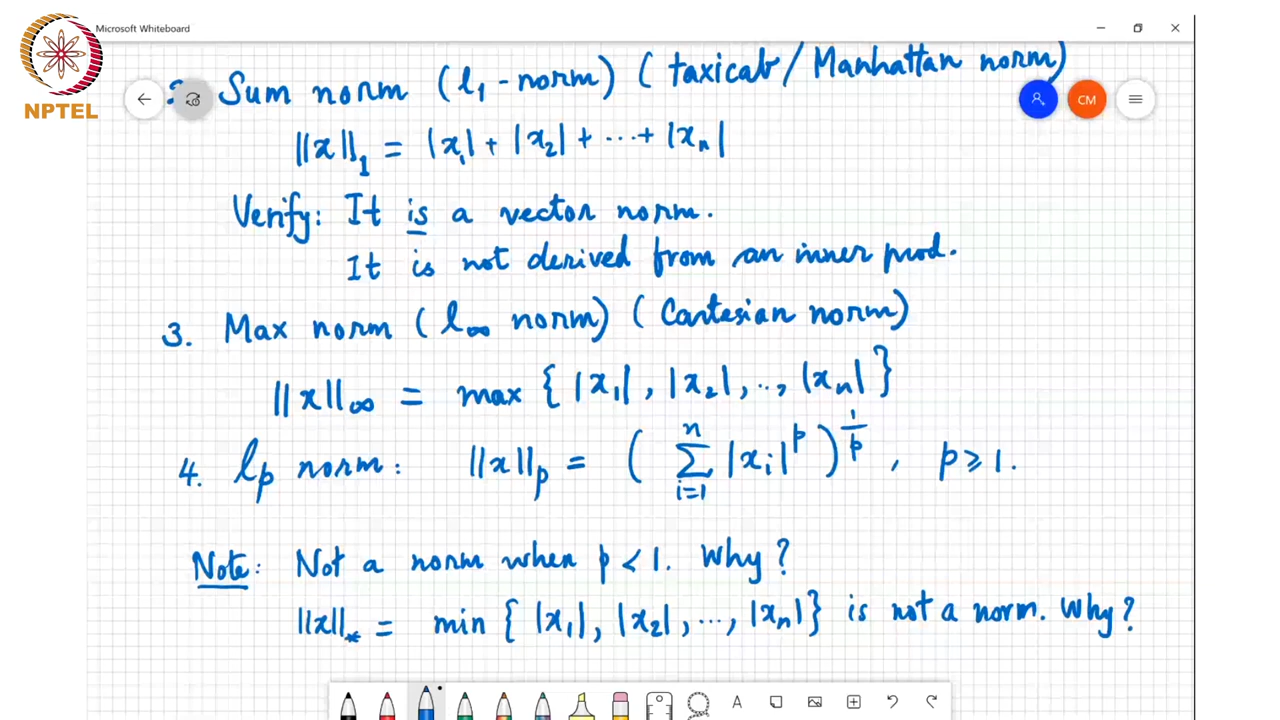 Microsoft Whiteboard
NPTEL
CM
Sum norm (l₁-norm) (taxicab/Manhattan norm)
||x||₁ = |x₁| + |x₂| + ... + |xₙ|
Verify: It is a vector norm.
It is not derived from an inner prod.
3. Max norm (l∞ norm) (Cartesian norm)
||x||∞ = max { |x₁|, |x₂|, .., |xₙ| }
4. lp norm: ||x||p = ( Σ_{i=1}^{n} |xᵢ|^p )^{1/p}, p ≥ 1.
Note: Not a norm when p < 1. Why?
||x||* = min { |x₁|, |x₂|, ..., |xₙ| } is not a norm. Why?
A